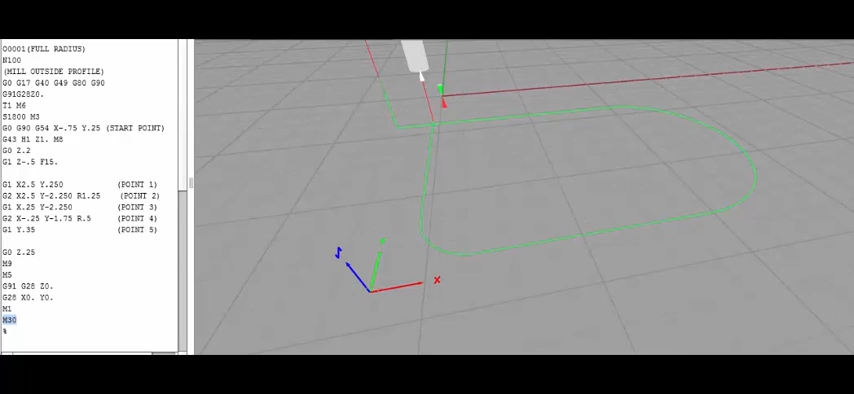 O0001(FULL RADIUS)
N100
(MILL OUTSIDE PROFILE)
G0 G17 G40 G49 G80 G90
G91G28Z0.
T1 M6
S1800 M3
G0 G90 G54 X-.75 Y.25 (START POINT)
G43 H1 Z1. M8
G0 Z.2
G1 Z-.5 F15.
G1 X2.5 Y.250 (POINT 1)
G2 X2.5 Y-2.250 R1.25 (POINT 2)
G1 X.25 Y-2.250 (POINT 3)
G2 X-.25 Y-1.75 R.5 (POINT 4)
G1 Y.35 (POINT 5)
G0 Z.25
M9
M5
G91 G28 Z0.
G28 X0. Y0.
M1
M30
%
X